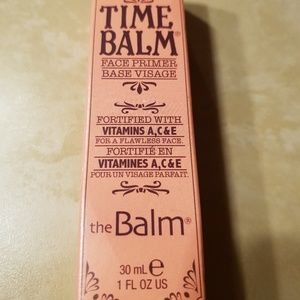 TIME
BALM®
FACE PRIMER
BASE VISAGE
FORTIFIED WITH
VITAMINS A,C&E
FOR A FLAWLESS FACE.
FORTIFIÉ EN
VITAMINES A,C&E
POUR UN VISAGE PARFAIT.
theBalm®
30 mL ℮
1 FL OZ US